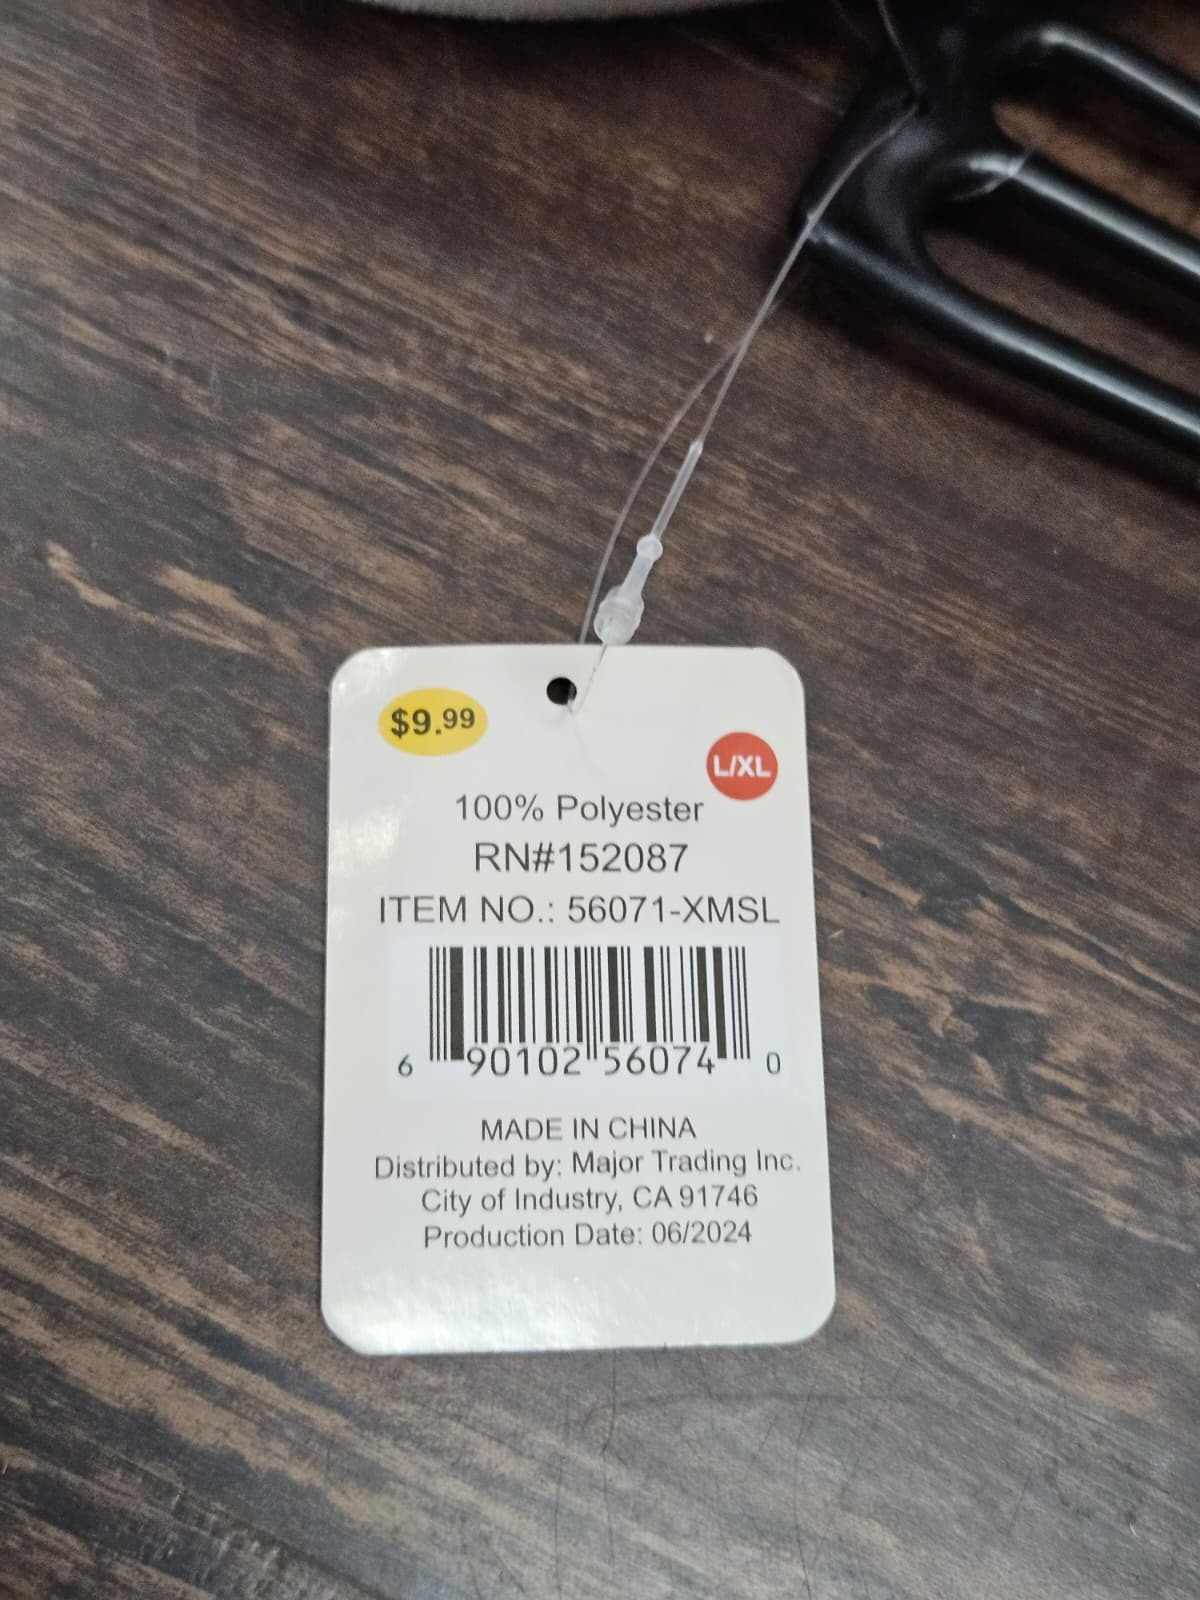 $9.99
L/XL
100% Polyester
RN#152087
ITEM NO.: 56071-XMSL
6 90102 56074 0
MADE IN CHINA
Distributed by: Major Trading Inc.
City of Industry, CA 91746
Production Date: 06/2024